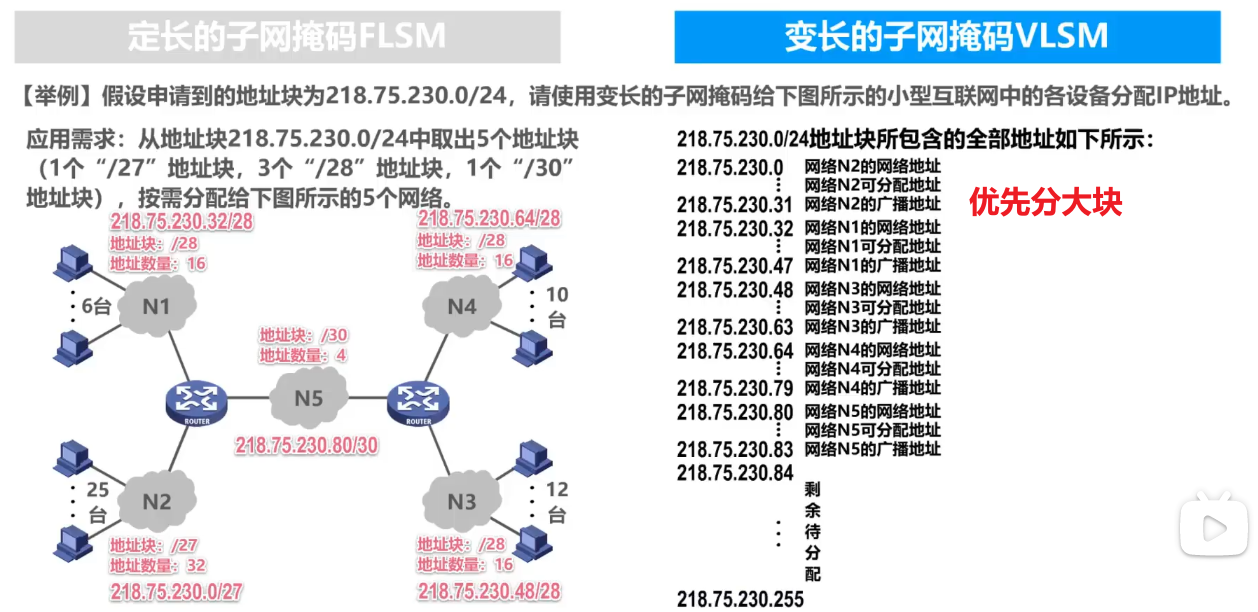 定长的子网掩码FLSM
变长的子网掩码VLSM
【举例】假设申请到的地址块为218.75.230.0/24，请使用变长的子网掩码给下图所示的小型互联网中的各设备分配IP地址。
应用需求：从地址块218.75.230.0/24中取出5个地址块
（1个“/27”地址块，3个“/28”地址块，1个“/30”
地址块），按需分配给下图所示的5个网络。
218.75.230.32/28
地址块：/28
地址数量：16
218.75.230.64/28
地址块：/28
地址数量：16
6台
N1
N4
10
台
地址块：/30
地址数量：4
N5
ROUTER
ROUTER
218.75.230.80/30
25
台
N2
N3
12
台
地址块：/27
地址数量：32
218.75.230.0/27
地址块：/28
地址数量：16
218.75.230.48/28
218.75.230.0/24地址块所包含的全部地址如下所示：
218.75.230.0 网络N2的网络地址
网络N2可分配地址
218.75.230.31 网络N2的广播地址
优先分大块
218.75.230.32 网络N1的网络地址
网络N1可分配地址
218.75.230.47 网络N1的广播地址
218.75.230.48 网络N3的网络地址
网络N3可分配地址
218.75.230.63 网络N3的广播地址
218.75.230.64 网络N4的网络地址
网络N4可分配地址
218.75.230.79 网络N4的广播地址
218.75.230.80 网络N5的网络地址
网络N5可分配地址
218.75.230.83 网络N5的广播地址
218.75.230.84
剩余待分配
218.75.230.255